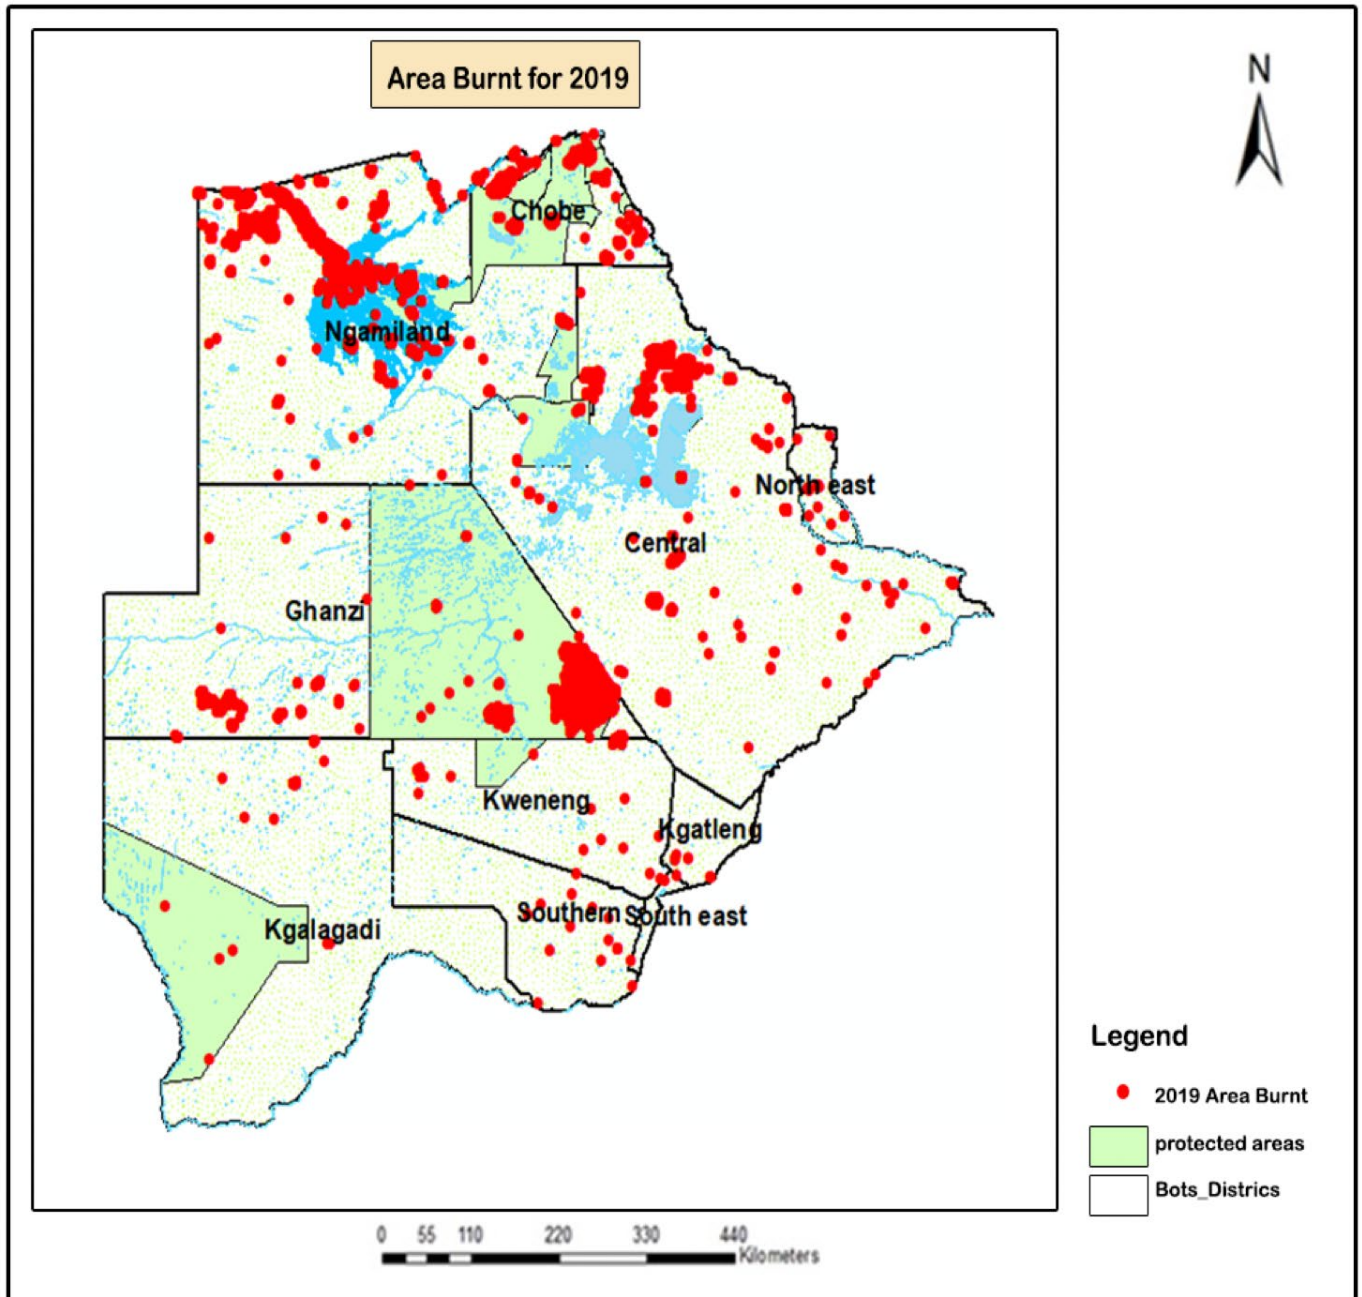 Area Burnt for 2019
N
Chobe
Ngamiland
North east
Central
Ghanzi
Kweneng
Kgatleng
Southern
South east
Kgalagadi
Legend
2019 Area Burnt
protected areas
Bots_Districs
0 55 110 220 330 440
Kilometers